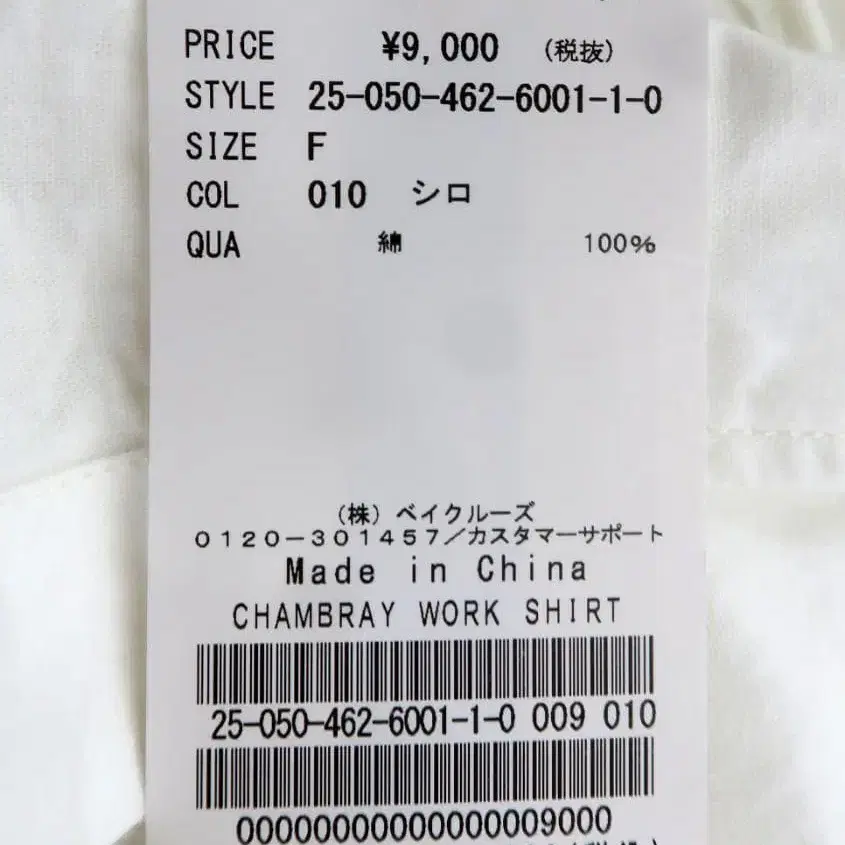 PRICE ¥9,000 (税抜)
STYLE 25-050-462-6001-1-0
SIZE F
COL 010 シロ
QUA 綿 100%
(株)ベイクルーズ
0120-301457/カスタマーサポート
Made in China
CHAMBRAY WORK SHIRT
25-050-462-6001-1-0 009 010
00000000000000009000